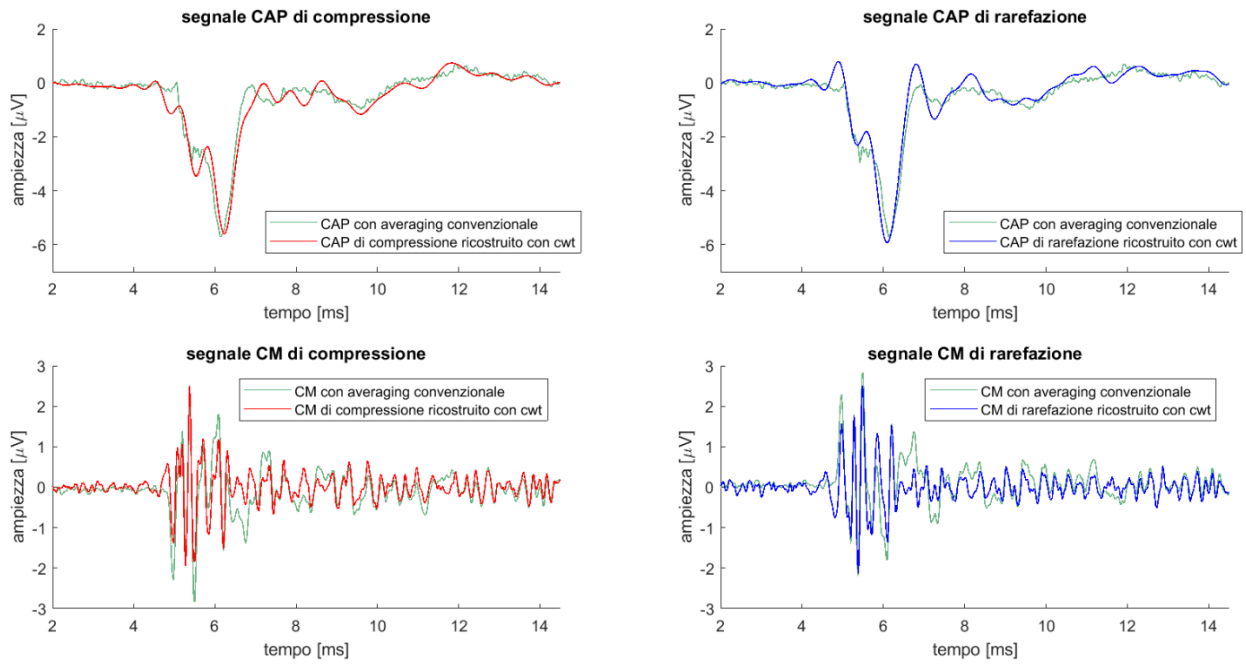 segnale CAP di compressione
2
0
-2
-4
-6
ampiezza [μV]
CAP con averaging convenzionale
CAP di compressione ricostruito con cwt
2 4 6 8 10 12 14
tempo [ms]
segnale CAP di rarefazione
2
0
-2
-4
-6
ampiezza [μV]
CAP con averaging convenzionale
CAP di rarefazione ricostruito con cwt
2 4 6 8 10 12 14
tempo [ms]
segnale CM di compressione
3
2
1
0
-1
-2
-3
ampiezza [μV]
CM con averaging convenzionale
CM di compressione ricostruito con cwt
2 4 6 8 10 12 14
tempo [ms]
segnale CM di rarefazione
3
2
1
0
-1
-2
-3
ampiezza [μV]
CM con averaging convenzionale
CM di rarefazione ricostruito con cwt
2 4 6 8 10 12 14
tempo [ms]